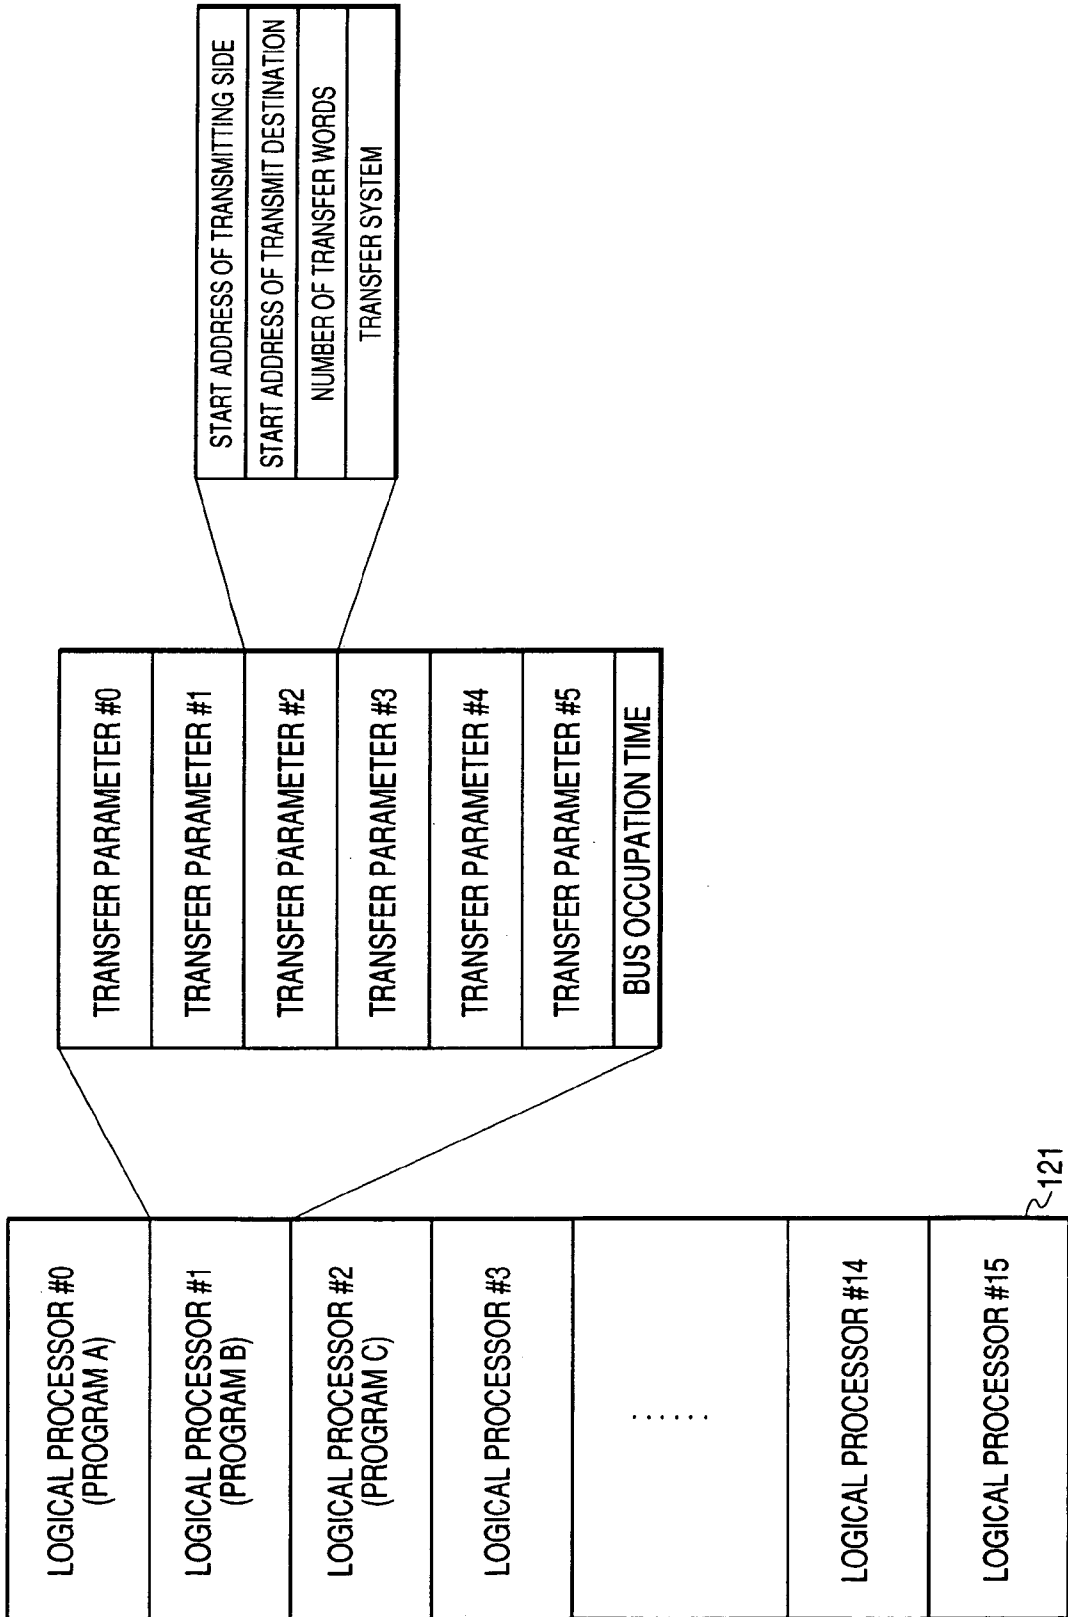 LOGICAL PROCESSOR #0
(PROGRAM A)
LOGICAL PROCESSOR #1
(PROGRAM B)
LOGICAL PROCESSOR #2
(PROGRAM C)
LOGICAL PROCESSOR #3
......
LOGICAL PROCESSOR #14
LOGICAL PROCESSOR #15
121
TRANSFER PARAMETER #0
TRANSFER PARAMETER #1
TRANSFER PARAMETER #2
TRANSFER PARAMETER #3
TRANSFER PARAMETER #4
TRANSFER PARAMETER #5
BUS OCCUPATION TIME
START ADDRESS OF TRANSMITTING SIDE
START ADDRESS OF TRANSMIT DESTINATION
NUMBER OF TRANSFER WORDS
TRANSFER SYSTEM